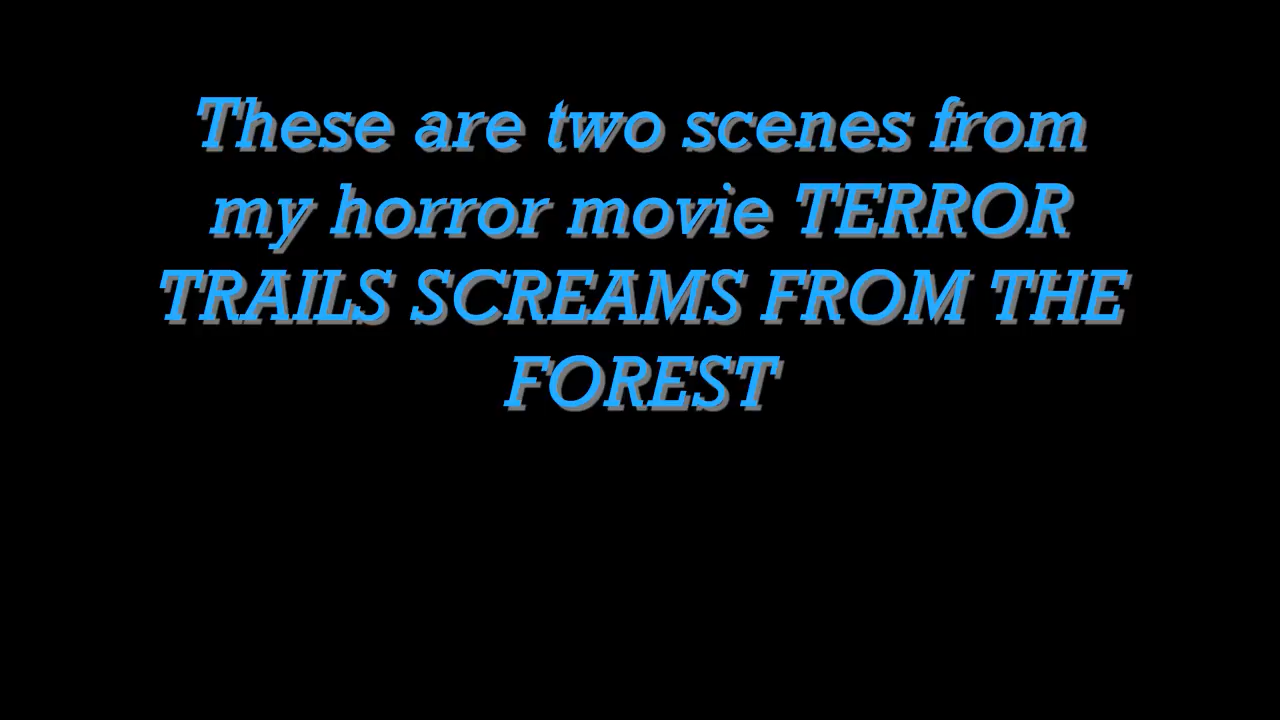 These are two scenes from
my horror movie TERROR
TRAILS SCREAMS FROM THE
FOREST